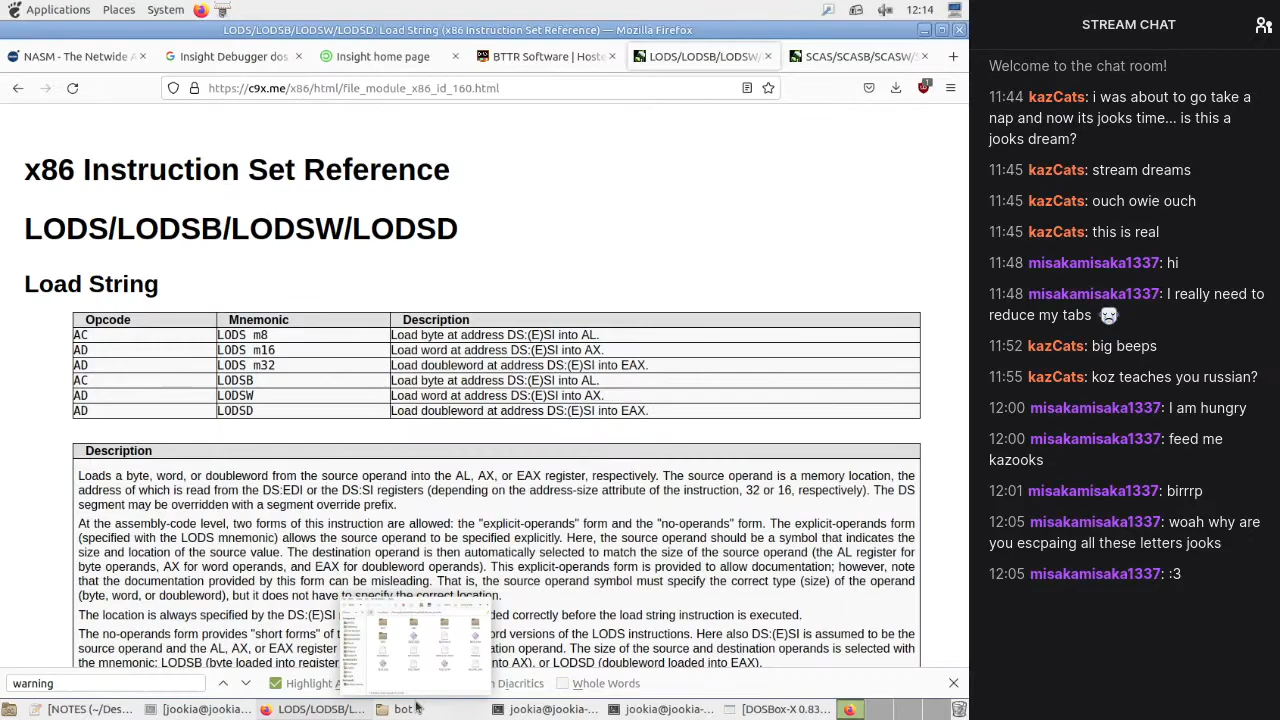 Applications Places System 12:14
LODS/LODSB/LODSW/LODSD: Load String (x86 Instruction Set Reference) — Mozilla Firefox
NASM - The Netwide A Insight Debugger dos Insight home page BTTR Software | Hoste LODS/LODSB/LODSW/ SCAS/SCASB/SCASW/S
https://c9x.me/x86/html/file_module_x86_id_160.html 1
x86 Instruction Set Reference
LODS/LODSB/LODSW/LODSD
Load String
Opcode Mnemonic Description
AC LODS m8 Load byte at address DS:(E)SI into AL.
AD LODS m16 Load word at address DS:(E)SI into AX.
AD LODS m32 Load doubleword at address DS:(E)SI into EAX.
AC LODSB Load byte at address DS:(E)SI into AL.
AD LODSW Load word at address DS:(E)SI into AX.
AD LODSD Load doubleword at address DS:(E)SI into EAX.
Description
Loads a byte, word, or doubleword from the source operand into the AL, AX, or EAX register, respectively. The source operand is a memory location, the
address of which is read from the DS:EDI or the DS:SI registers (depending on the address-size attribute of the instruction, 32 or 16, respectively). The DS
segment may be overridden with a segment override prefix.
At the assembly-code level, two forms of this instruction are allowed: the "explicit-operands" form and the "no-operands" form. The explicit-operands form
(specified with the LODS mnemonic) allows the source operand to be specified explicitly. Here, the source operand should be a symbol that indicates the
size and location of the source value. The destination operand is then automatically selected to match the size of the source operand (the AL register for
byte operands, AX for word operands, and EAX for doubleword operands). This explicit-operands form is provided to allow documentation; however, note
that the documentation provided by this form can be misleading. That is, the source operand symbol must specify the correct type (size) of the operand
(byte, word, or doubleword), but it does not have to specify the correct location.
The location is always specified by the DS:(E)SI ded correctly before the load string instruction is executed.
The no-operands form provides "short forms" of t ord versions of the LODS instructions. Here also DS:(E)SI is assumed to be the
source operand and the AL, AX, or EAX register ation operand. The size of the source and destination operands is selected with
the mnemonic: LODSB (byte loaded into register nto AX), or LODSD (doubleword loaded into EAX).
warning Highlight Diacritics Whole Words
[NOTES (~/Des... [jookia@jookia... LODS/LODSB/L... bot jookia@jookia-... jookia@jookia-... [DOSBox-X 0.83...
STREAM CHAT
Welcome to the chat room!
11:44 kazCats: i was about to go take a
nap and now its jooks time... is this a
jooks dream?
11:45 kazCats: stream dreams
11:45 kazCats: ouch owie ouch
11:45 kazCats: this is real
11:48 misakamisaka1337: hi
11:48 misakamisaka1337: I really need to
reduce my tabs
11:52 kazCats: big beeps
11:55 kazCats: koz teaches you russian?
12:00 misakamisaka1337: I am hungry
12:00 misakamisaka1337: feed me
kazooks
12:01 misakamisaka1337: birrrp
12:05 misakamisaka1337: woah why are
you escpaing all these letters jooks
12:05 misakamisaka1337: :3